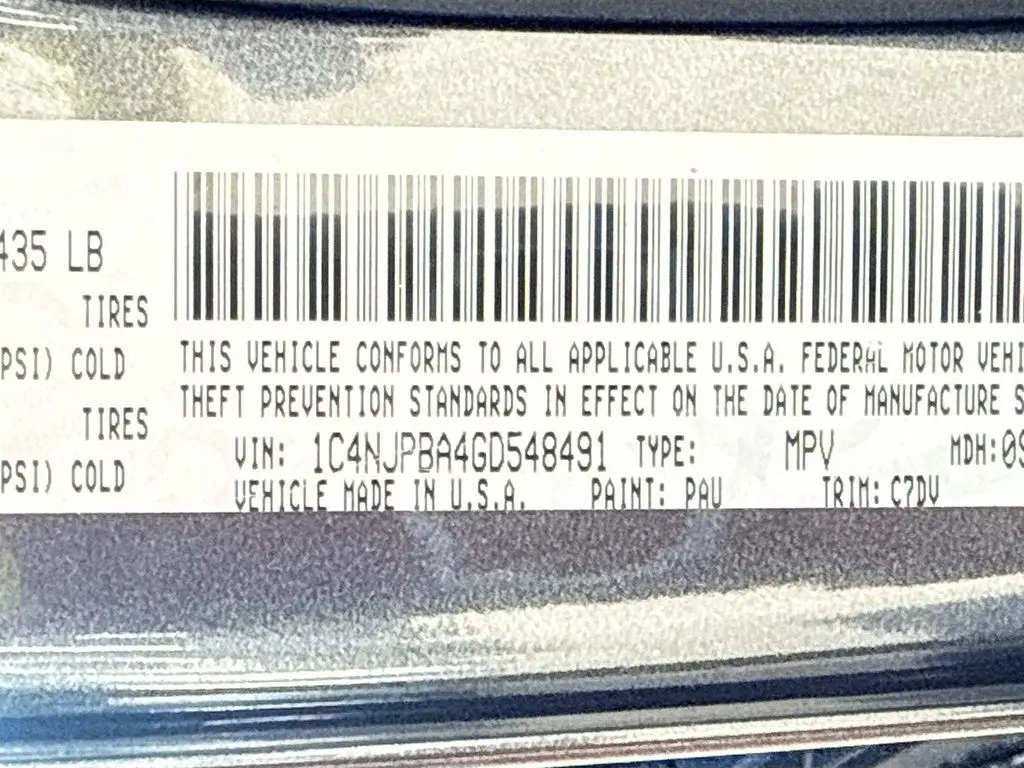 435 LB
TIRES
PSI) COLD
TIRES
PSI) COLD
THIS VEHICLE CONFORMS TO ALL APPLICABLE U.S.A. FEDERAL MOTOR VEHI
THEFT PREVENTION STANDARDS IN EFFECT ON THE DATE OF MANUFACTURE S
VIN: 1C4NJPBA4GD548491 TYPE: MPV MDH:09
VEHICLE MADE IN U.S.A. PAINT: PAU TRIM: C7DV